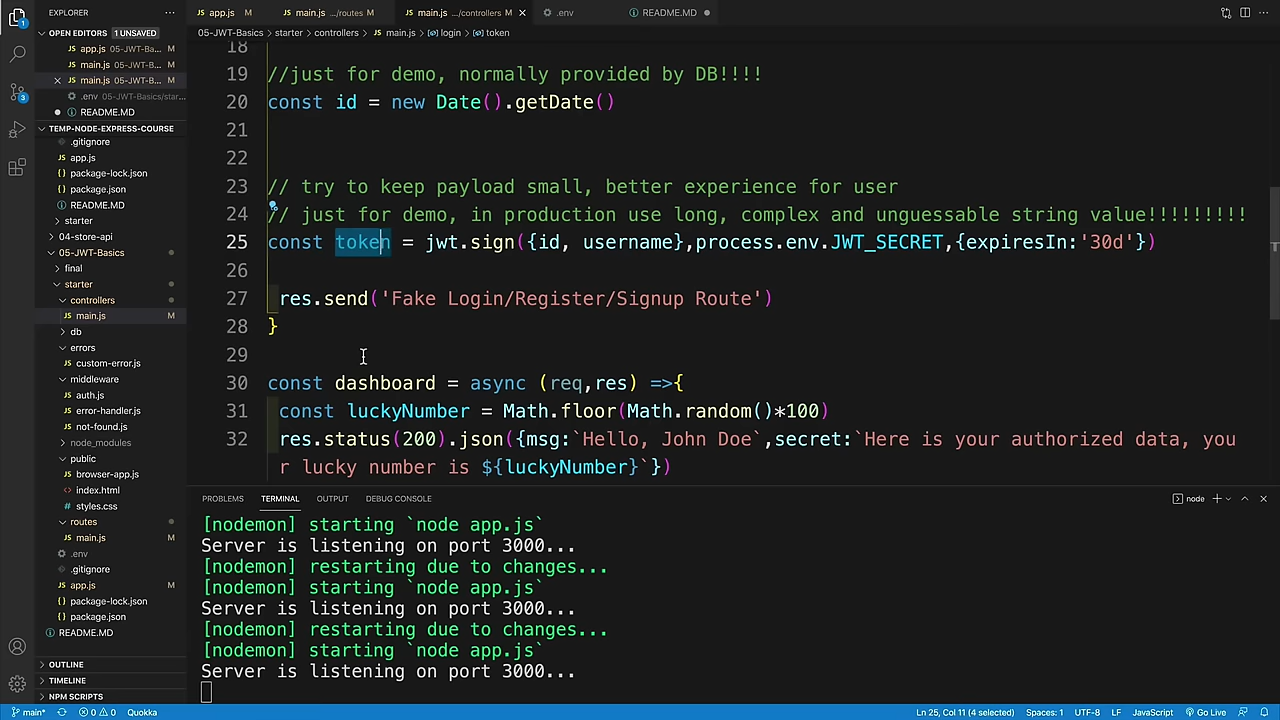 EXPLORER
···
app.js M
main.js .../routes M
main.js .../controllers M
.env
README.MD
OPEN EDITORS 1 UNSAVED
app.js 05-JWT-Ba... M
main.js 05-JWT-B... M
main.js 05-JWT-B... M
.env 05-JWT-Basics/star...
README.MD
TEMP-NODE-EXPRESS-COURSE
.gitignore
app.js
package-lock.json
package.json
README.MD
starter
04-store-api
05-JWT-Basics
final
starter
controllers
main.js M
db
errors
custom-error.js
middleware
auth.js
error-handler.js
not-found.js
node_modules
public
browser-app.js
index.html
styles.css
routes
main.js M
.env
.gitignore
app.js M
package-lock.json
package.json
README.MD
OUTLINE
TIMELINE
NPM SCRIPTS
05-JWT-Basics > starter > controllers > main.js > login > token
18
19 //just for demo, normally provided by DB!!!!
20 const id = new Date().getDate()
21
22
23 // try to keep payload small, better experience for user
24 // just for demo, in production use long, complex and unguessable string value!!!!!!!!!
25 const token = jwt.sign({id, username},process.env.JWT_SECRET,{expiresIn:'30d'})
26
27 res.send('Fake Login/Register/Signup Route')
28 }
29
30 const dashboard = async (req,res) =>{
31 const luckyNumber = Math.floor(Math.random()*100)
32 res.status(200).json({msg:`Hello, John Doe`,secret:`Here is your authorized data, you
r lucky number is ${luckyNumber}`})
PROBLEMS TERMINAL OUTPUT DEBUG CONSOLE
node
[nodemon] starting `node app.js`
Server is listening on port 3000...
[nodemon] restarting due to changes...
[nodemon] starting `node app.js`
Server is listening on port 3000...
[nodemon] restarting due to changes...
[nodemon] starting `node app.js`
Server is listening on port 3000...
main* 0 0 Quokka
Ln 25, Col 11 (4 selected) Spaces: 1 UTF-8 LF JavaScript Go Live